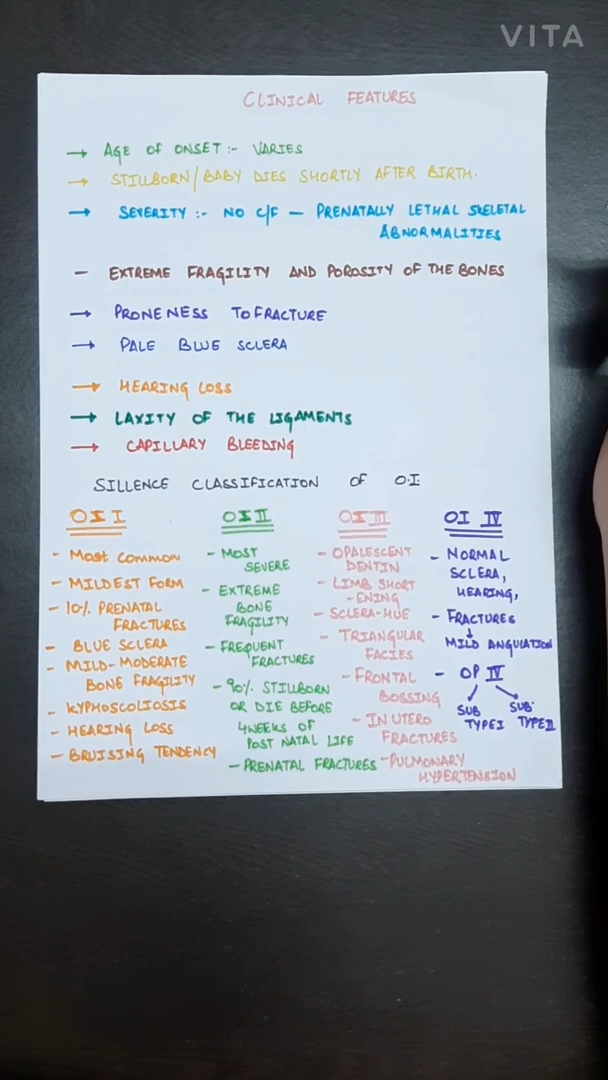 VITA
CLINICAL FEATURES
→ AGE OF ONSET :- VARIES
→ STILLBORN/BABY DIES SHORTLY AFTER BIRTH.
→ SEVERITY :- NO C/F - PRENATALLY LETHAL SKELETAL
ABNORMALITIES
- EXTREME FRAGILITY AND POROSITY OF THE BONES
→ PRONENESS TO FRACTURE
→ PALE BLUE SCLERA
→ HEARING LOSS
→ LAXITY OF THE LIGAMENTS
→ CAPILLARY BLEEDING
SILLENCE CLASSIFICATION OF O.I
OI I
- MOST COMMON
- MILDEST FORM
- 10% PRENATAL
FRACTURES
- BLUE SCLERA
- MILD-MODERATE
BONE FRAGILITY
- KYPHOSCOLIOSIS
- HEARING LOSS
- BRUISING TENDENCY
OI II
- MOST
SEVERE
- EXTREME
BONE
FRAGILITY
- FREQUENT
FRACTURES
- 90% STILLBORN
OR DIE BEFORE
4WEEKS OF
POST NATAL LIFE
- PRENATAL FRACTURES
OI III
- OPALESCENT
DENTIN
- LIMB SHORT
-ENING
- SCLERA-HUE
- TRIANGULAR
FACIES
- FRONTAL
BOSSING
- IN UTERO
FRACTURES
- PULMONARY
HYPERTENSION
OI IV
- NORMAL
SCLERA,
HEARING,
- FRACTURES
↓
MILD ANGULATION
- OP IV
SUB TYPE I
SUB. TYPE II